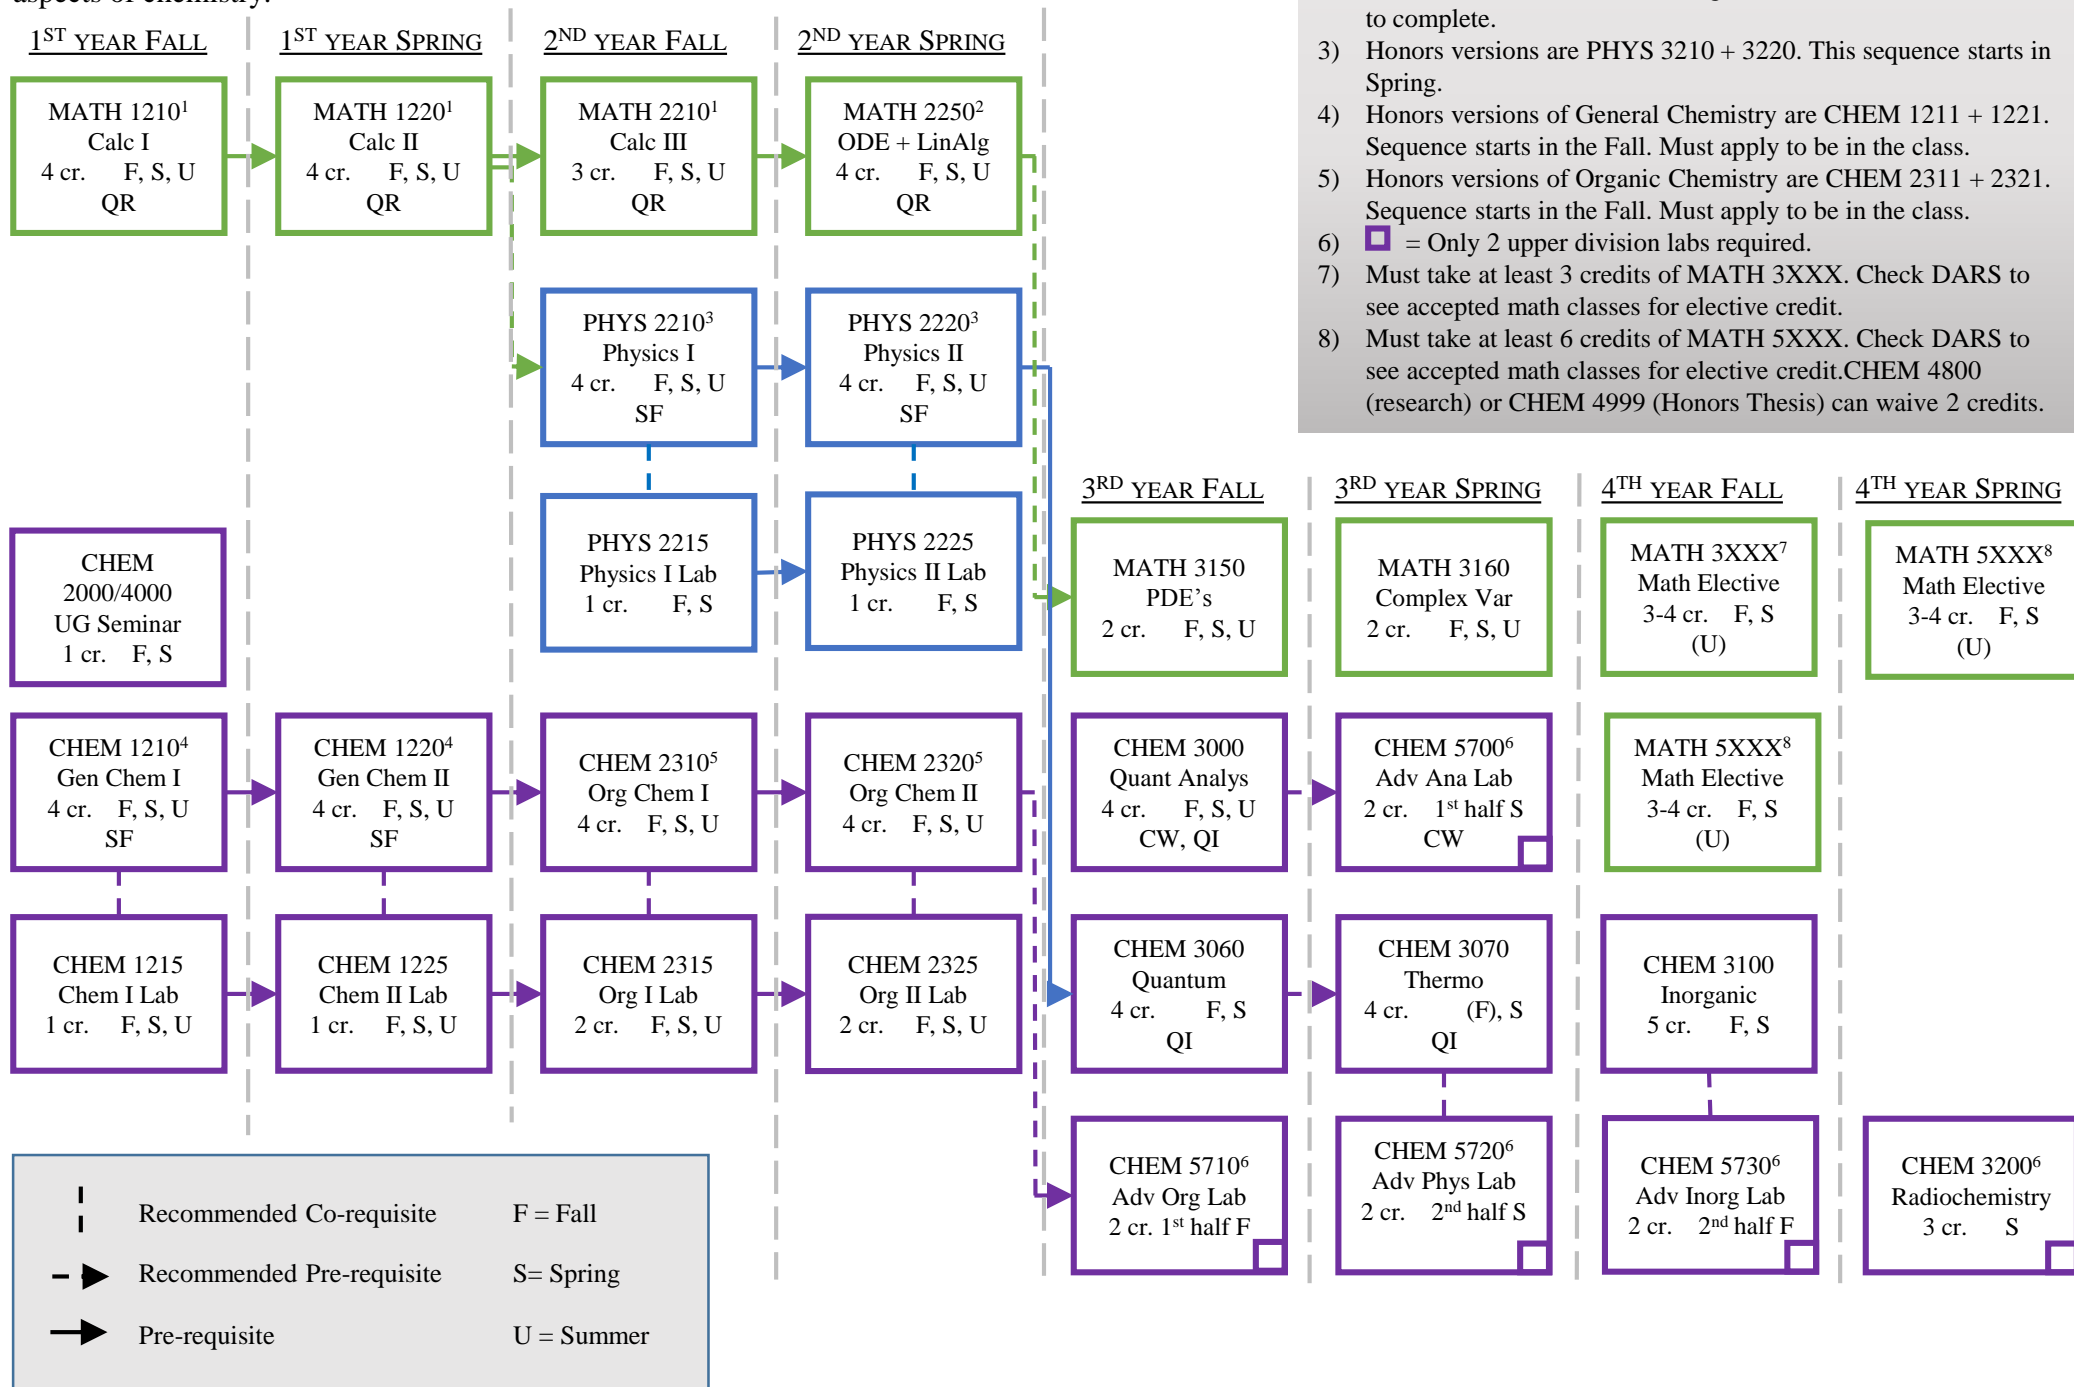 aspects of chemistry.
to complete.
3) Honors versions are PHYS 3210 + 3220. This sequence starts in
Spring.
4) Honors versions of General Chemistry are CHEM 1211 + 1221.
Sequence starts in the Fall. Must apply to be in the class.
5) Honors versions of Organic Chemistry are CHEM 2311 + 2321.
Sequence starts in the Fall. Must apply to be in the class.
6) = Only 2 upper division labs required.
7) Must take at least 3 credits of MATH 3XXX. Check DARS to
see accepted math classes for elective credit.
8) Must take at least 6 credits of MATH 5XXX. Check DARS to
see accepted math classes for elective credit.CHEM 4800
(research) or CHEM 4999 (Honors Thesis) can waive 2 credits.
1ST YEAR FALL
1ST YEAR SPRING
2ND YEAR FALL
2ND YEAR SPRING
MATH 1210¹
Calc I
4 cr. F, S, U
QR
MATH 1220¹
Calc II
4 cr. F, S, U
QR
MATH 2210¹
Calc III
3 cr. F, S, U
QR
MATH 2250²
ODE + LinAlg
4 cr. F, S, U
QR
PHYS 2210³
Physics I
4 cr. F, S, U
SF
PHYS 2220³
Physics II
4 cr. F, S, U
SF
3RD YEAR FALL
3RD YEAR SPRING
4TH YEAR FALL
4TH YEAR SPRING
CHEM
2000/4000
UG Seminar
1 cr. F, S
PHYS 2215
Physics I Lab
1 cr. F, S
PHYS 2225
Physics II Lab
1 cr. F, S
MATH 3150
PDE’s
2 cr. F, S, U
MATH 3160
Complex Var
2 cr. F, S, U
MATH 3XXX⁷
Math Elective
3-4 cr. F, S
(U)
MATH 5XXX⁸
Math Elective
3-4 cr. F, S
(U)
CHEM 1210⁴
Gen Chem I
4 cr. F, S, U
SF
CHEM 1220⁴
Gen Chem II
4 cr. F, S, U
SF
CHEM 2310⁵
Org Chem I
4 cr. F, S, U
CHEM 2320⁵
Org Chem II
4 cr. F, S, U
CHEM 3000
Quant Analys
4 cr. F, S, U
CW, QI
CHEM 5700⁶
Adv Ana Lab
2 cr. 1st half S
CW
MATH 5XXX⁸
Math Elective
3-4 cr. F, S
(U)
CHEM 1215
Chem I Lab
1 cr. F, S, U
CHEM 1225
Chem II Lab
1 cr. F, S, U
CHEM 2315
Org I Lab
2 cr. F, S, U
CHEM 2325
Org II Lab
2 cr. F, S, U
CHEM 3060
Quantum
4 cr. F, S
QI
CHEM 3070
Thermo
4 cr. (F), S
QI
CHEM 3100
Inorganic
5 cr. F, S
CHEM 5710⁶
Adv Org Lab
2 cr. 1st half F
CHEM 5720⁶
Adv Phys Lab
2 cr. 2nd half S
CHEM 5730⁶
Adv Inorg Lab
2 cr. 2nd half F
CHEM 3200⁶
Radiochemistry
3 cr. S
Recommended Co-requisite F = Fall
Recommended Pre-requisite S= Spring
Pre-requisite U = Summer